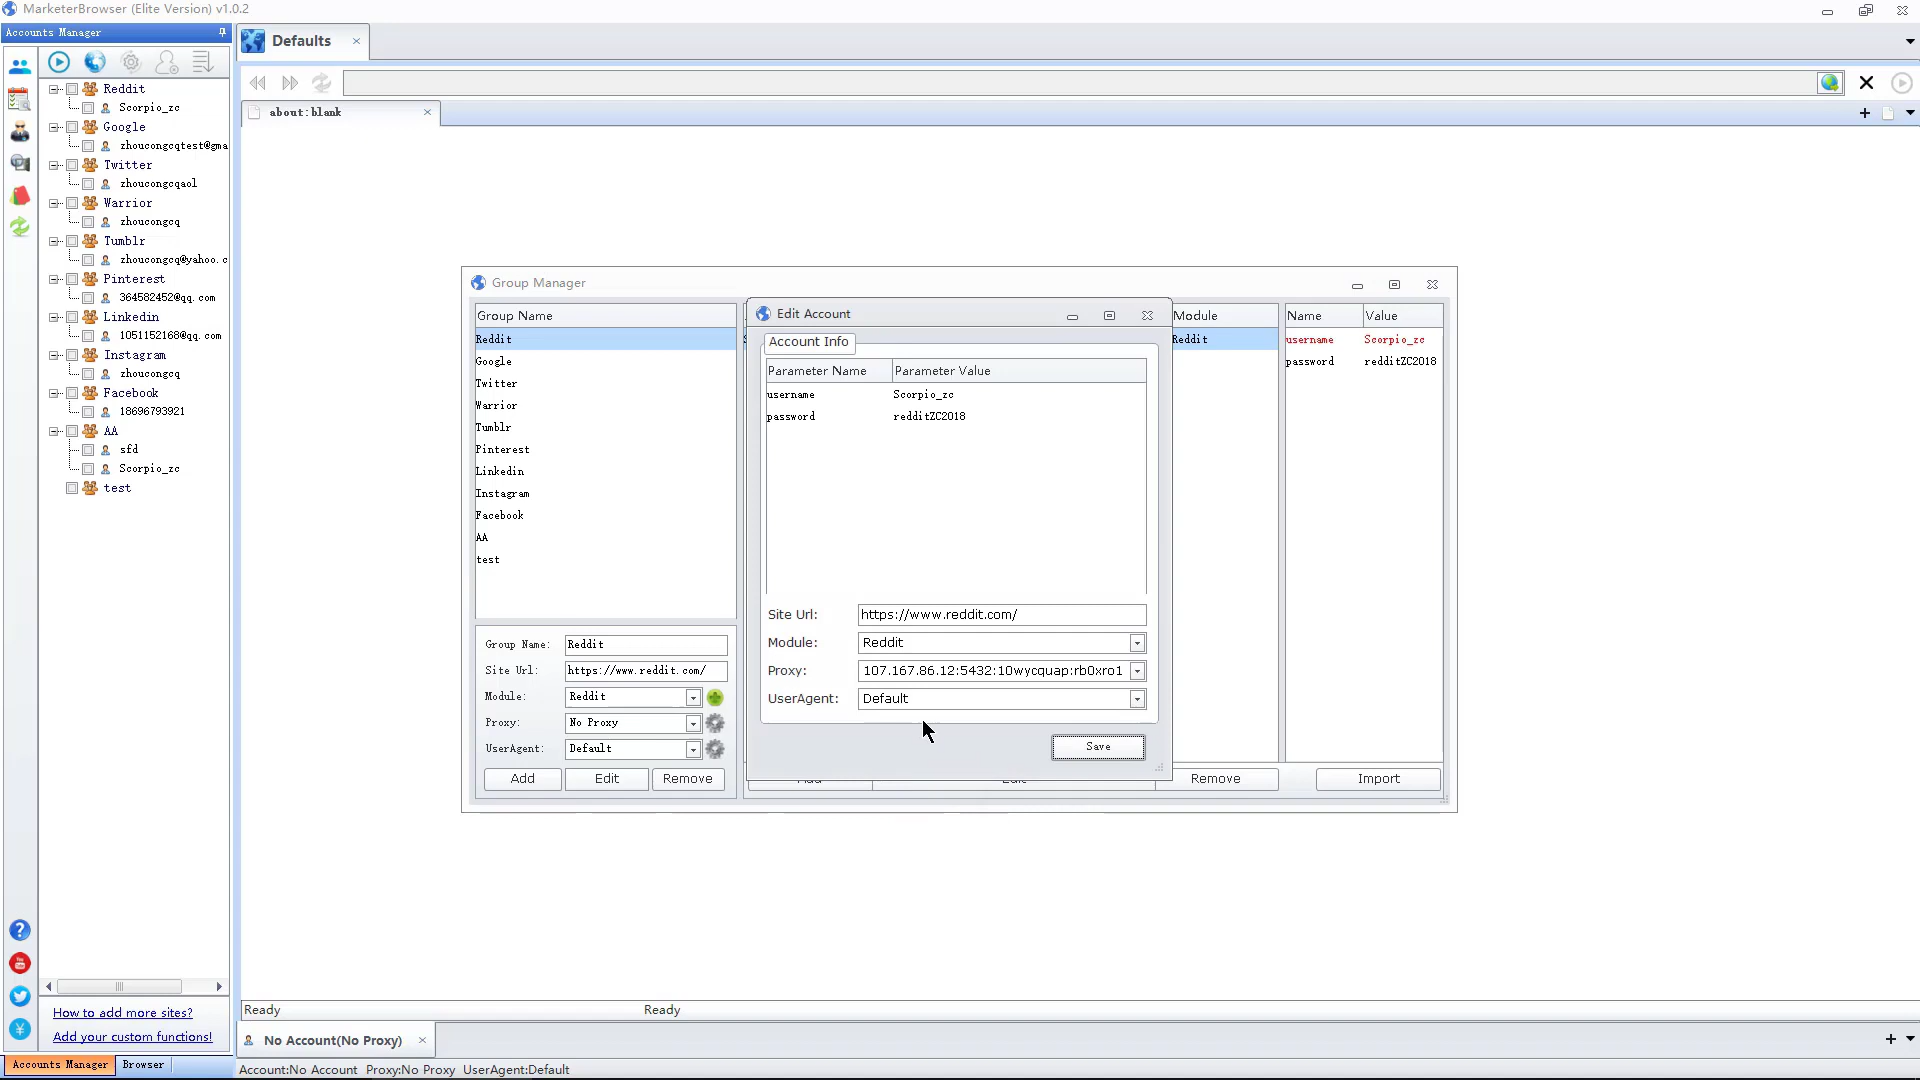 MarketerBrowser (Elite Version) v1.0.2
Accounts Manager
Reddit
Scorpio_zc
Google
zhoucongcqtest@gma
Twitter
zhoucongcqaol
Warrior
zhoucongcq
Tumblr
zhoucongcq@yahoo.c
Pinterest
364582452@qq.com
Linkedin
1051152168@qq.com
Instagram
zhoucongcq
Facebook
18696793921
AA
sfd
Scorpio_zc
test
How to add more sites?
Add your custom functions!
Accounts Manager Browser
Defaults
about:blank
Group Manager
Group Name
Reddit
Google
Twitter
Warrior
Tumblr
Pinterest
Linkedin
Instagram
Facebook
AA
test
Group Name: Reddit
Site Url: https://www.reddit.com/
Module: Reddit
Proxy: No Proxy
UserAgent: Default
Add Edit Remove
Edit Account
Account Info
Parameter Name Parameter Value
username Scorpio_zc
password redditZC2018
Site Url: https://www.reddit.com/
Module: Reddit
Proxy: 107.167.86.12:5432:10wycquap:rb0xro1
UserAgent: Default
Save
Module
Reddit
Remove
Name Value
username Scorpio_zc
password redditZC2018
Import
Ready Ready
No Account(No Proxy)
Account:No Account Proxy:No Proxy UserAgent:Default